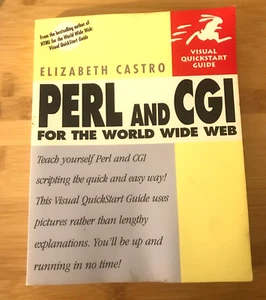 From the bestselling author of
HTML for the World Wide Web:
Visual QuickStart Guide
VISUAL
QUICKSTART
GUIDE
ELIZABETH CASTRO
PERL AND CGI
FOR THE WORLD WIDE WEB
Teach yourself Perl and CGI
scripting the quick and easy way!
This Visual QuickStart Guide uses
pictures rather than lengthy
explanations. You'll be up and
running in no time!